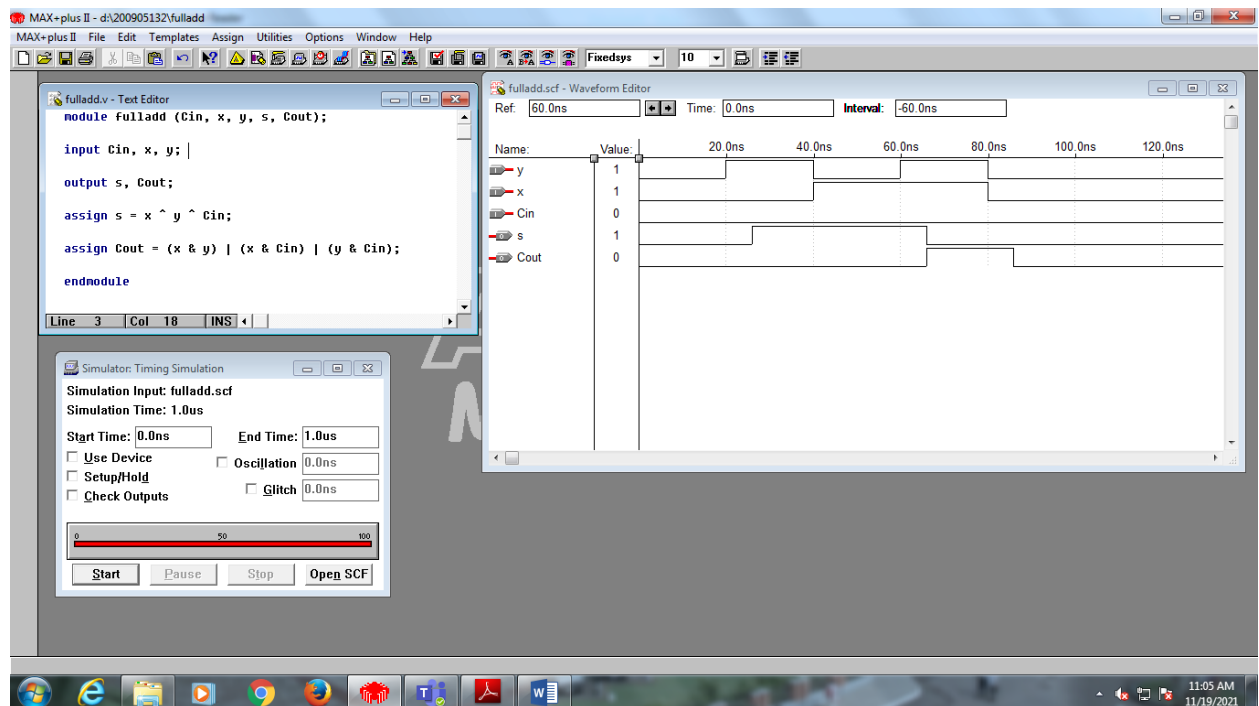 MAX+plus II - d:\200905132\fulladd
MAX+plus II File Edit Templates Assign Utilities Options Window Help
Fixedsys 10
fulladd.v - Text Editor
module fulladd (Cin, x, y, s, Cout);
input Cin, x, y;
output s, Cout;
assign s = x ^ y ^ Cin;
assign Cout = (x & y) | (x & Cin) | (y & Cin);
endmodule
Line 3 Col 18 INS
fulladd.scf - Waveform Editor
Ref: 60.0ns Time: 0.0ns Interval: -60.0ns
Name: Value: 20.0ns 40.0ns 60.0ns 80.0ns 100.0ns 120.0ns
y 1
x 1
Cin 0
s 1
Cout 0
Simulator: Timing Simulation
Simulation Input: fulladd.scf
Simulation Time: 1.0us
Start Time: 0.0ns End Time: 1.0us
Use Device
Oscillation 0.0ns
Setup/Hold
Glitch 0.0ns
Check Outputs
0 50 100
Start Pause Stop Open SCF
11:05 AM
11/19/2021